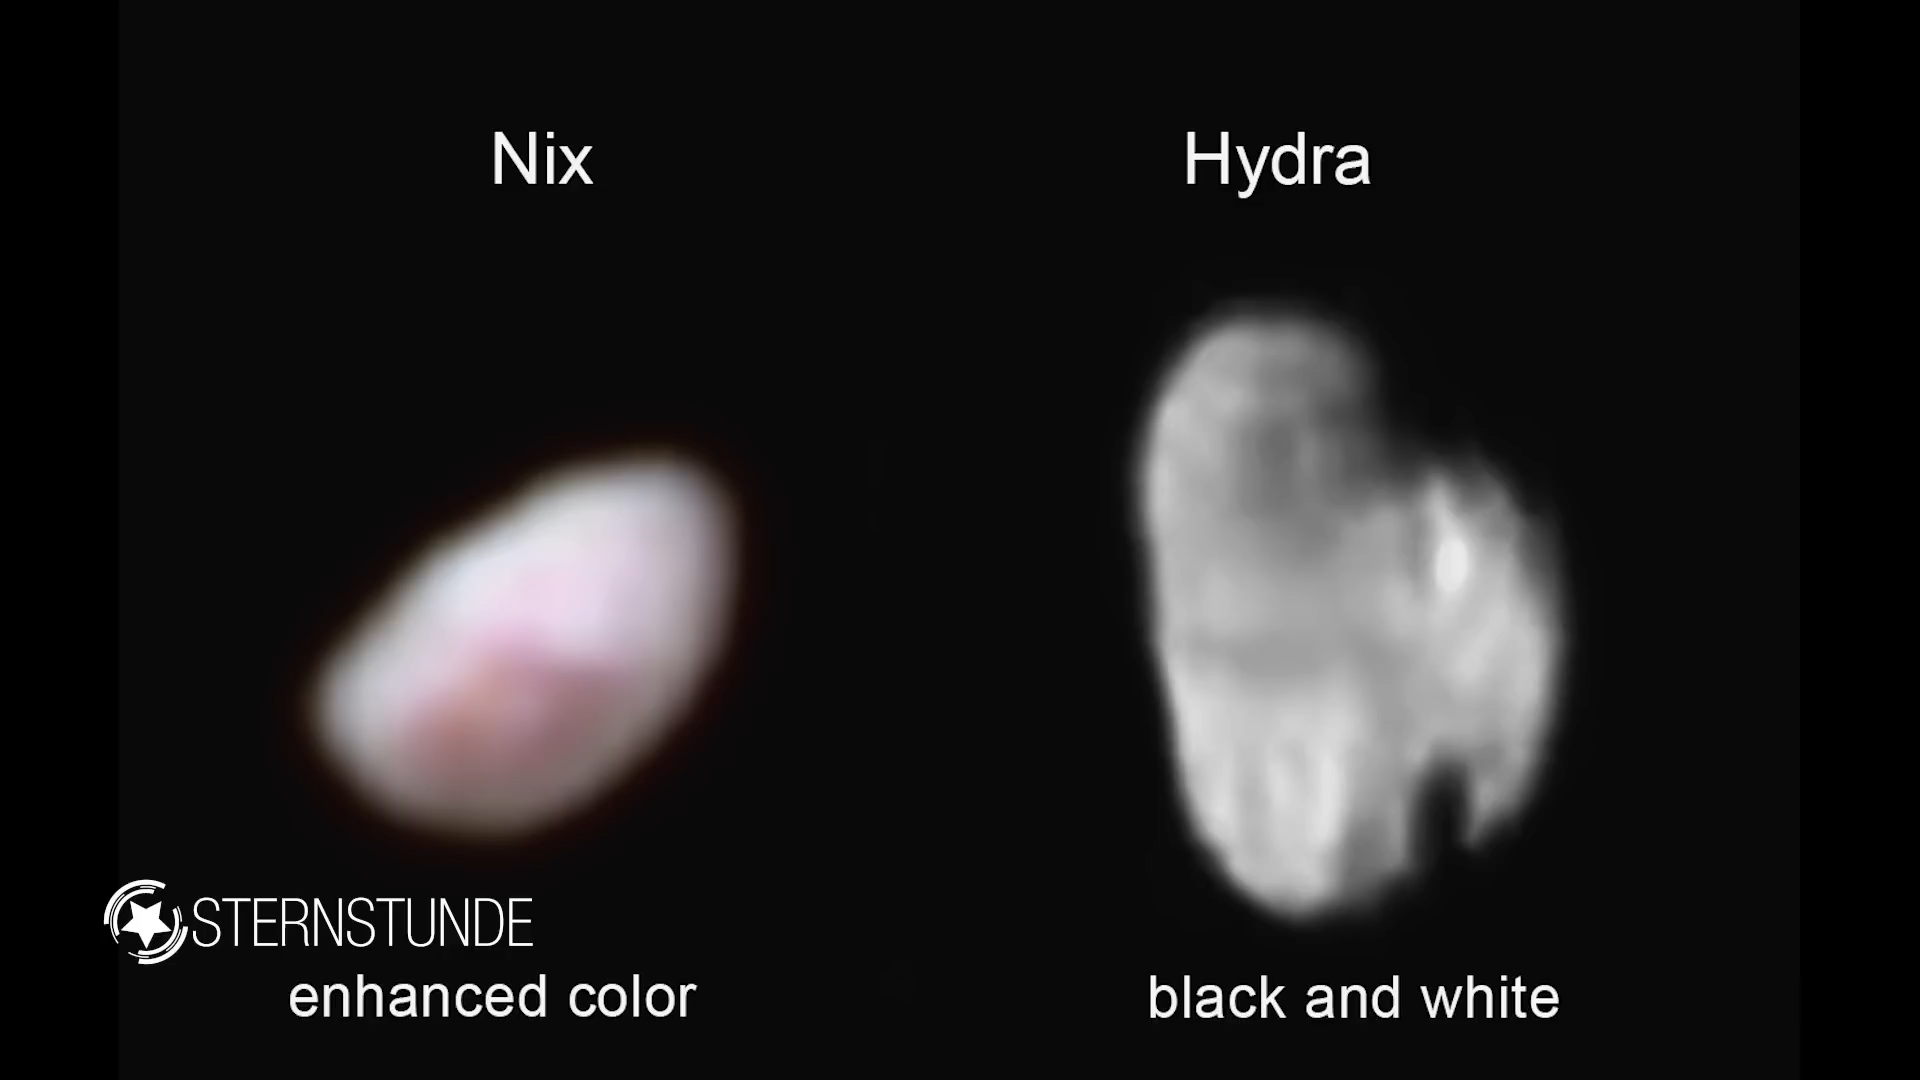 Nix
Hydra
STERNSTUNDE
enhanced color
black and white